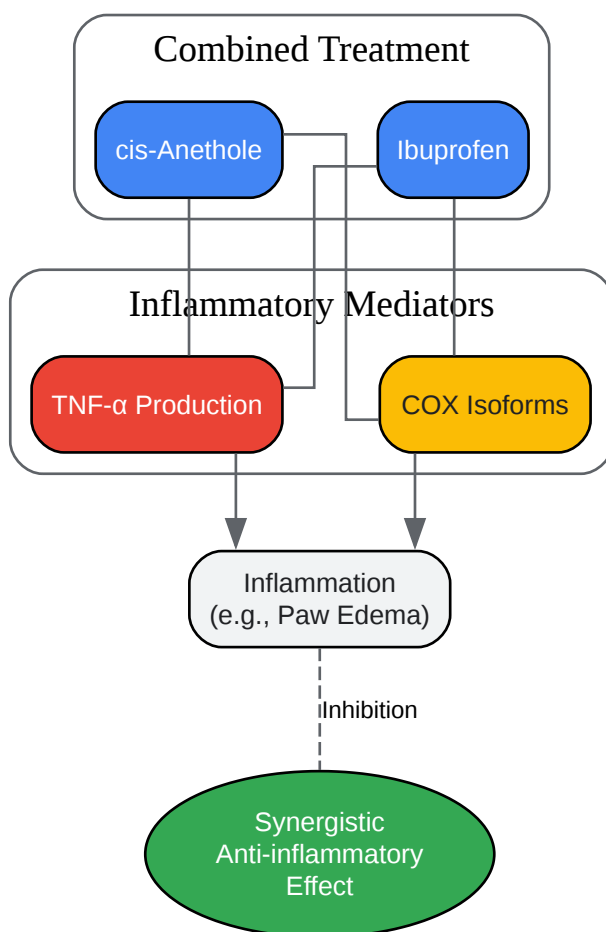 Combined Treatment
cis-Anethole
Ibuprofen
Inflammatory Mediators
TNF-α Production
COX Isoforms
Inflammation
(e.g., Paw Edema)
Inhibition
Synergistic
Anti-inflammatory
Effect